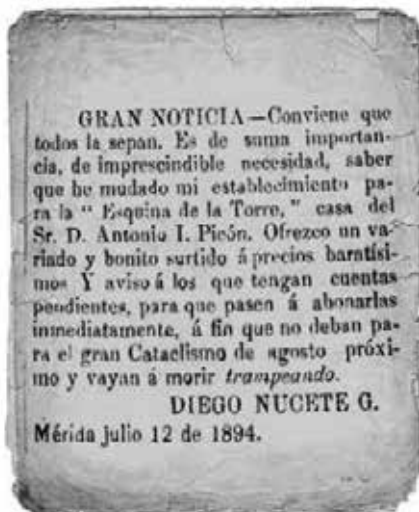 GRAN NOTICIA—Conviene que
todos la sepan. Es de suma importan-
cia, de imprescindible necesidad, saber
que he mudado mi establecimiento pa-
ra la " Esquina de la Torre, " casa del
Sr. D. Antonio I. Picón. Ofrezco un va-
riado y bonito surtido á precios baratísi-
mos Y aviso á los que tengan cuentas
pendientes, para que pasen á abonarlas
inmediatamente, á fin que no deban pa-
ra el gran Cataclismo de agosto próxi-
mo y vayan á morir trampeando.
DIEGO NUCETE G.
Mérida julio 12 de 1894.